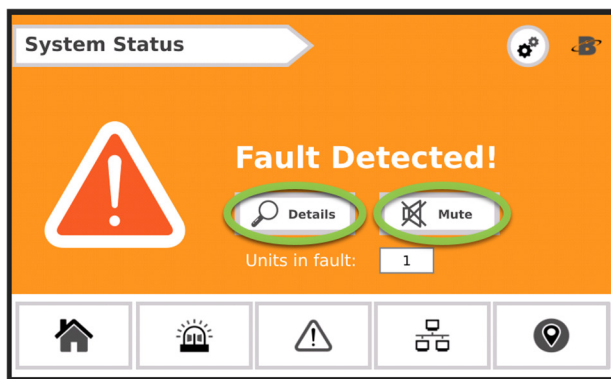 System Status
B
Fault Detected!
Details
Mute
Units in fault: 1